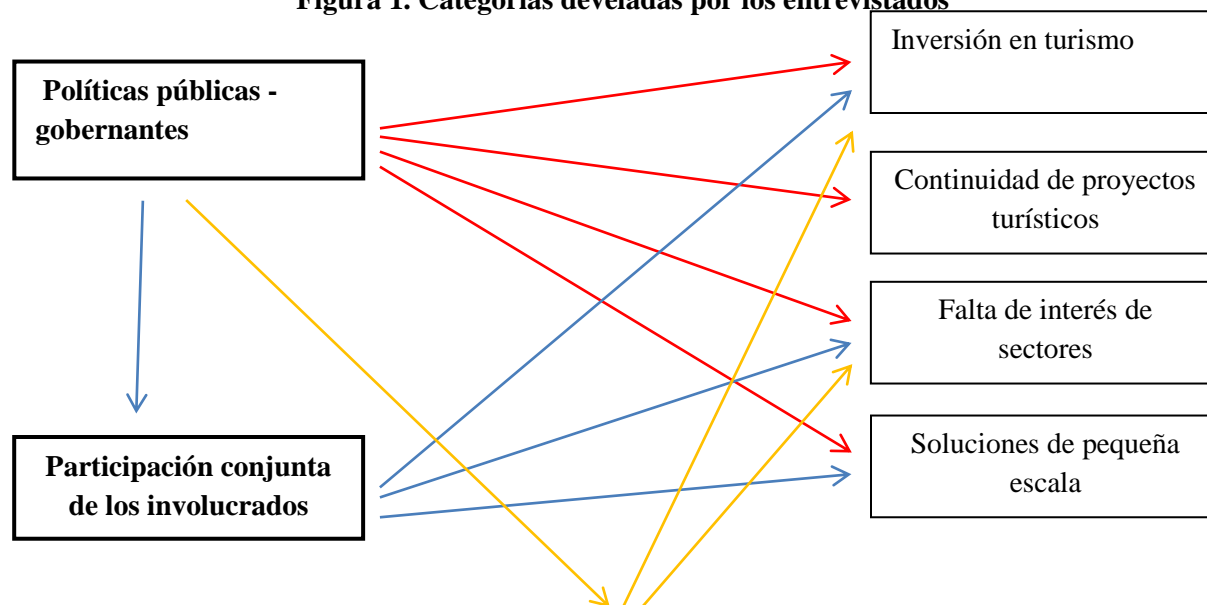 Figura 1. Categorías develadas por los entrevistados
Inversión en turismo
Políticas públicas -
gobernantes
Continuidad de proyectos
turísticos
Falta de interés de
sectores
Soluciones de pequeña
escala
Participación conjunta
de los involucrados